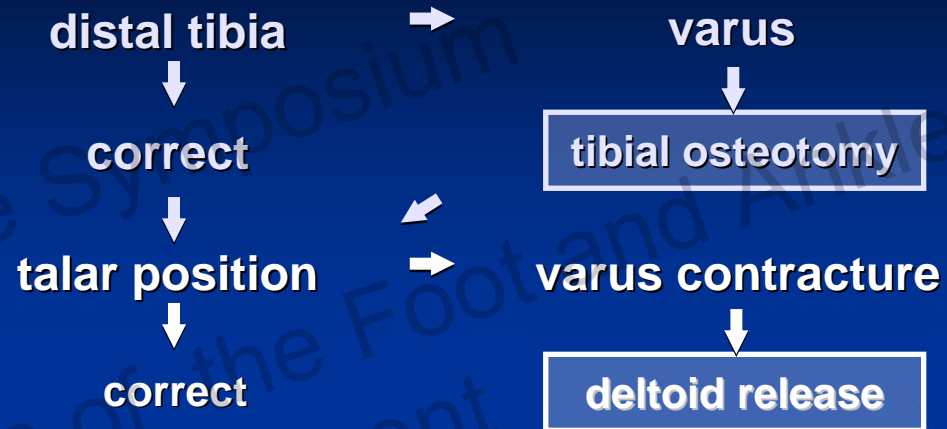 distal tibia
varus
correct
tibial osteotomy
talar position
varus contracture
correct
deltoid release
e Symposium
of the Foot and Ankle